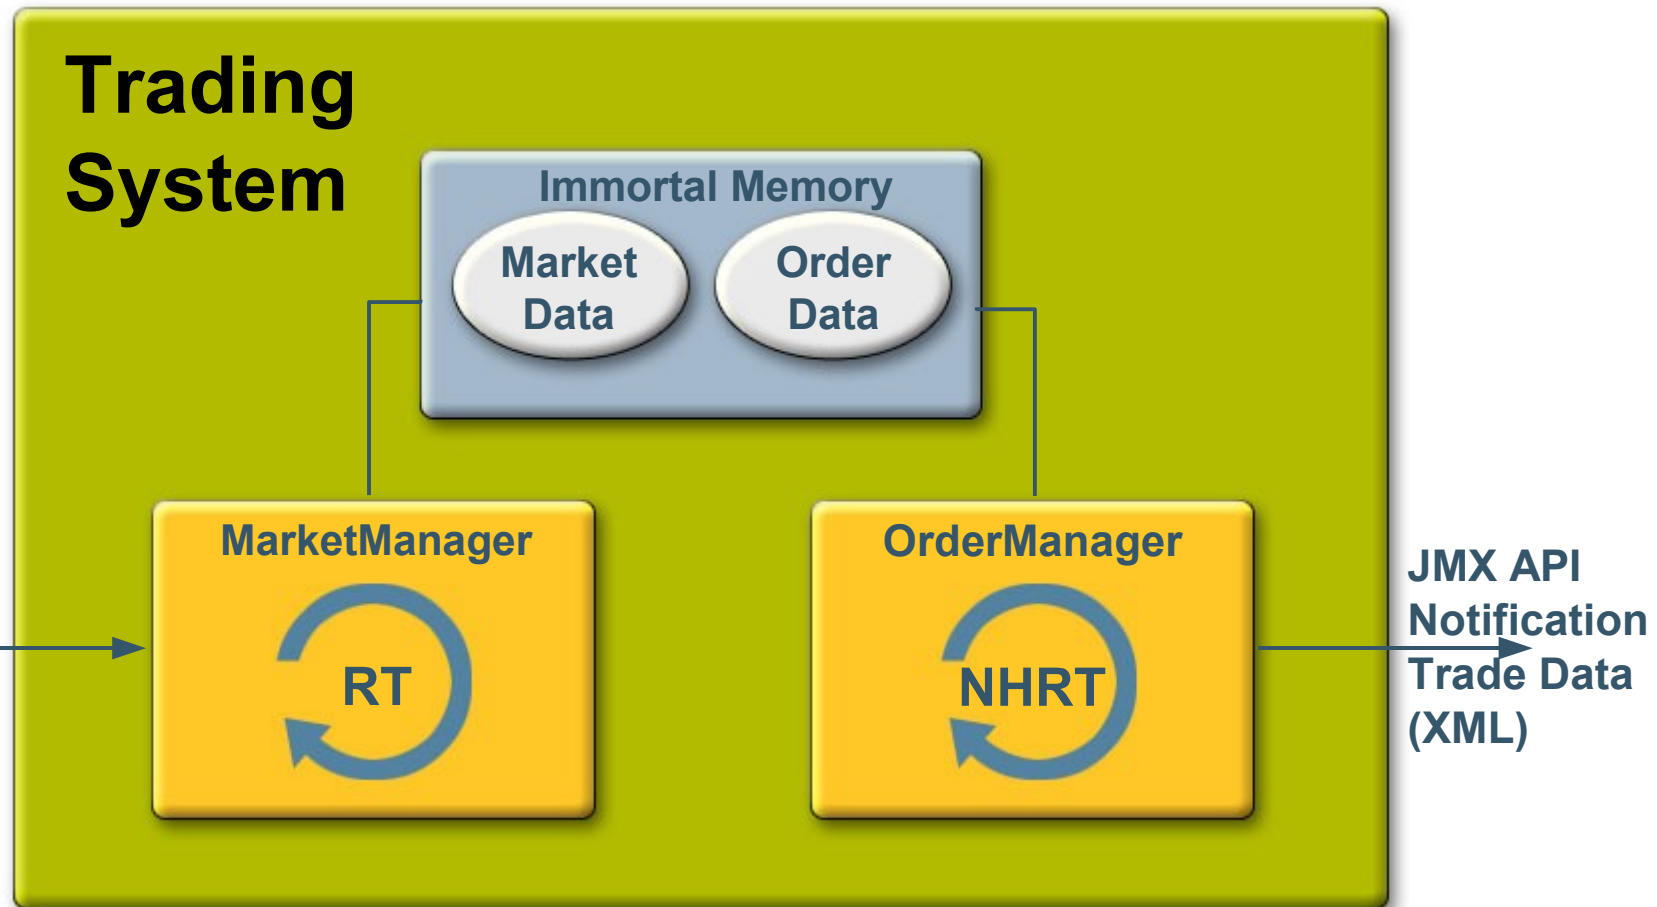 Trading
System
Immortal Memory
Market
Data
Order
Data
MarketManager
RT
OrderManager
NHRT
JMX API
Notification
Trade Data
(XML)